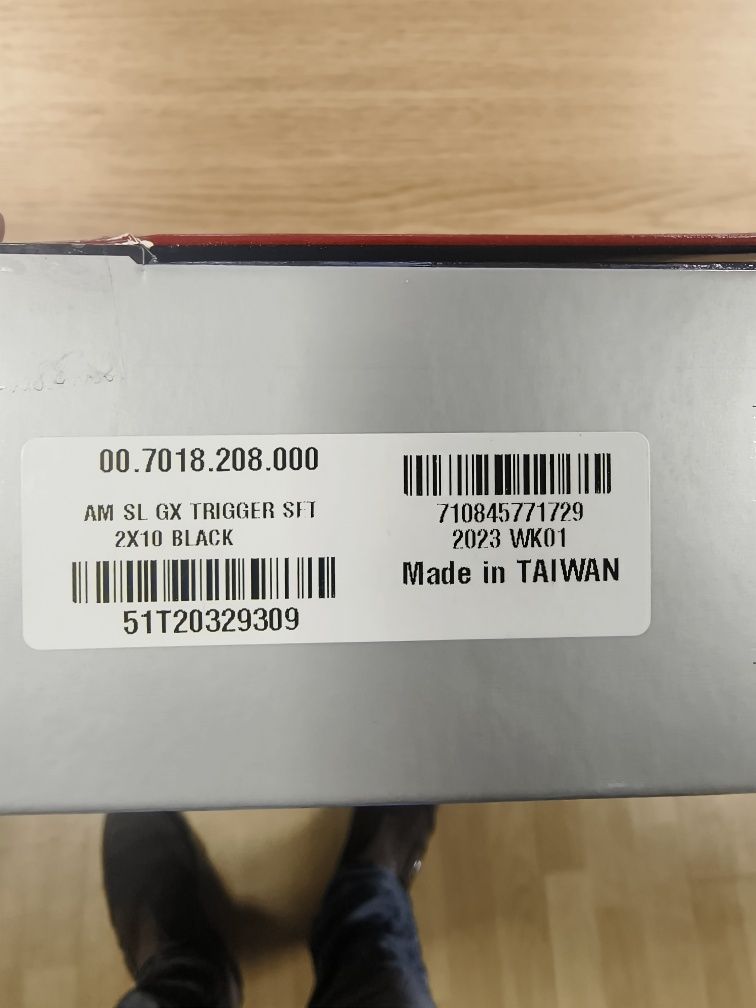 00.7018.208.000
AM SL GX TRIGGER SFT
2X10 BLACK
51T20329309
710845771729
2023 WK01
Made in TAIWAN